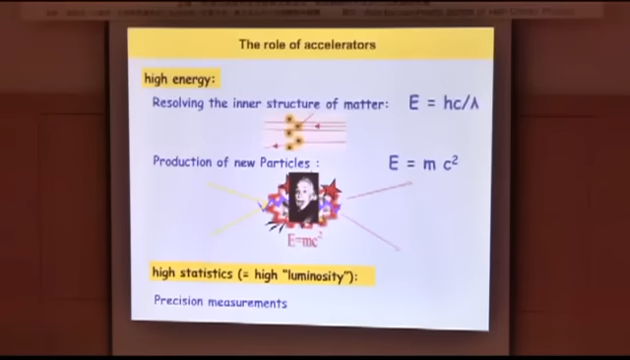 The role of accelerators
high energy:
Resolving the inner structure of matter: E = hc/λ
Production of new Particles : E = m c²
E=mc²
high statistics (= high "luminosity"):
Precision measurements